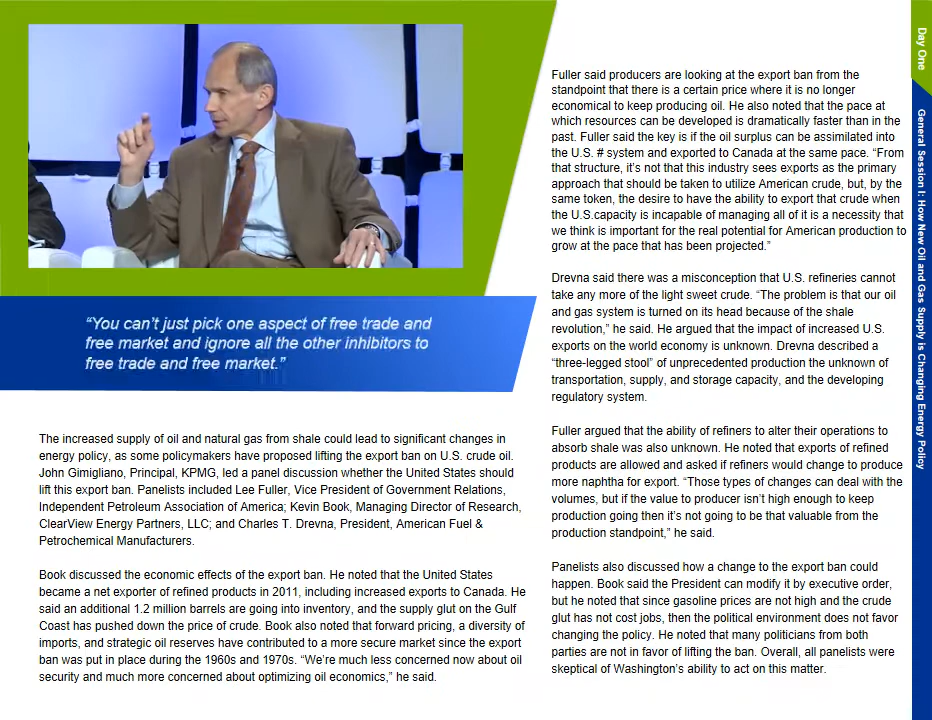 “You can’t just pick one aspect of free trade and
free market and ignore all the other inhibitors to
free trade and free market.”
The increased supply of oil and natural gas from shale could lead to significant changes in
energy policy, as some policymakers have proposed lifting the export ban on U.S. crude oil.
John Gimigliano, Principal, KPMG, led a panel discussion whether the United States should
lift this export ban. Panelists included Lee Fuller, Vice President of Government Relations,
Independent Petroleum Association of America; Kevin Book, Managing Director of Research,
ClearView Energy Partners, LLC; and Charles T. Drevna, President, American Fuel &
Petrochemical Manufacturers.
Book discussed the economic effects of the export ban. He noted that the United States
became a net exporter of refined products in 2011, including increased exports to Canada. He
said an additional 1.2 million barrels are going into inventory, and the supply glut on the Gulf
Coast has pushed down the price of crude. Book also noted that forward pricing, a diversity of
imports, and strategic oil reserves have contributed to a more secure market since the export
ban was put in place during the 1960s and 1970s. “We’re much less concerned now about oil
security and much more concerned about optimizing oil economics,” he said.
Fuller said producers are looking at the export ban from the
standpoint that there is a certain price where it is no longer
economical to keep producing oil. He also noted that the pace at
which resources can be developed is dramatically faster than in the
past. Fuller said the key is if the oil surplus can be assimilated into
the U.S. # system and exported to Canada at the same pace. “From
that structure, it’s not that this industry sees exports as the primary
approach that should be taken to utilize American crude, but, by the
same token, the desire to have the ability to export that crude when
the U.S.capacity is incapable of managing all of it is a necessity that
we think is important for the real potential for American production to
grow at the pace that has been projected.”
Drevna said there was a misconception that U.S. refineries cannot
take any more of the light sweet crude. “The problem is that our oil
and gas system is turned on its head because of the shale
revolution,” he said. He argued that the impact of increased U.S.
exports on the world economy is unknown. Drevna described a
“three-legged stool” of unprecedented production the unknown of
transportation, supply, and storage capacity, and the developing
regulatory system.
Fuller argued that the ability of refiners to alter their operations to
absorb shale was also unknown. He noted that exports of refined
products are allowed and asked if refiners would change to produce
more naphtha for export. “Those types of changes can deal with the
volumes, but if the value to producer isn’t high enough to keep
production going then it’s not going to be that valuable from the
production standpoint,” he said.
Panelists also discussed how a change to the export ban could
happen. Book said the President can modify it by executive order,
but he noted that since gasoline prices are not high and the crude
glut has not cost jobs, then the political environment does not favor
changing the policy. He noted that many politicians from both
parties are not in favor of lifting the ban. Overall, all panelists were
skeptical of Washington’s ability to act on this matter.
Day One
General Session I: How New Oil and Gas Supply is Changing Energy Policy